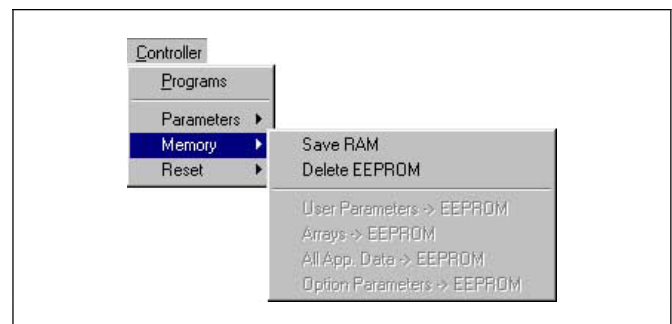 Controller
Programs
Parameters
Memory
Reset
Save RAM
Delete EEPROM
User Parameters -> EEPROM
Arrays -> EEPROM
All App. Data -> EEPROM
Option Parameters -> EEPROM